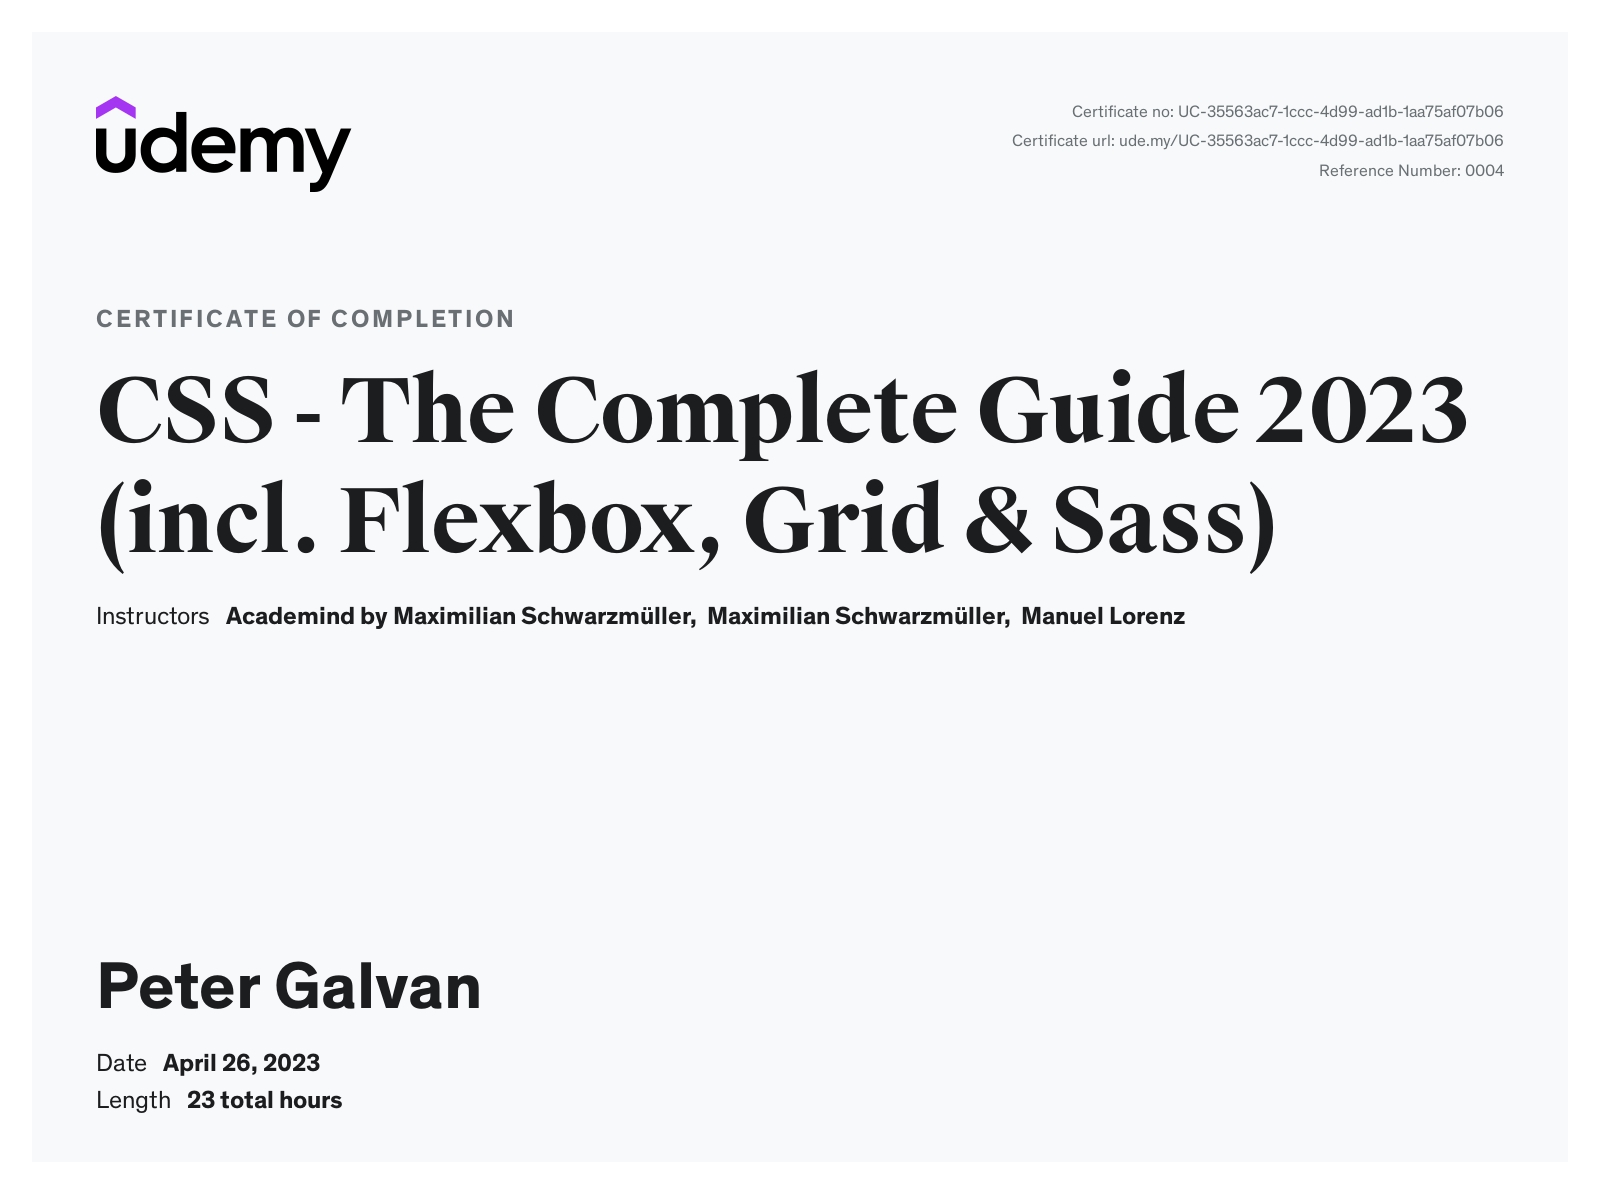 udemy
Certificate no: UC-35563ac7-1ccc-4d99-ad1b-1aa75af07b06
Certificate url: ude.my/UC-35563ac7-1ccc-4d99-ad1b-1aa75af07b06
Reference Number: 0004
CERTIFICATE OF COMPLETION
CSS - The Complete Guide 2023
(incl. Flexbox, Grid & Sass)
Instructors Academind by Maximilian Schwarzmüller, Maximilian Schwarzmüller, Manuel Lorenz
Peter Galvan
Date April 26, 2023
Length 23 total hours